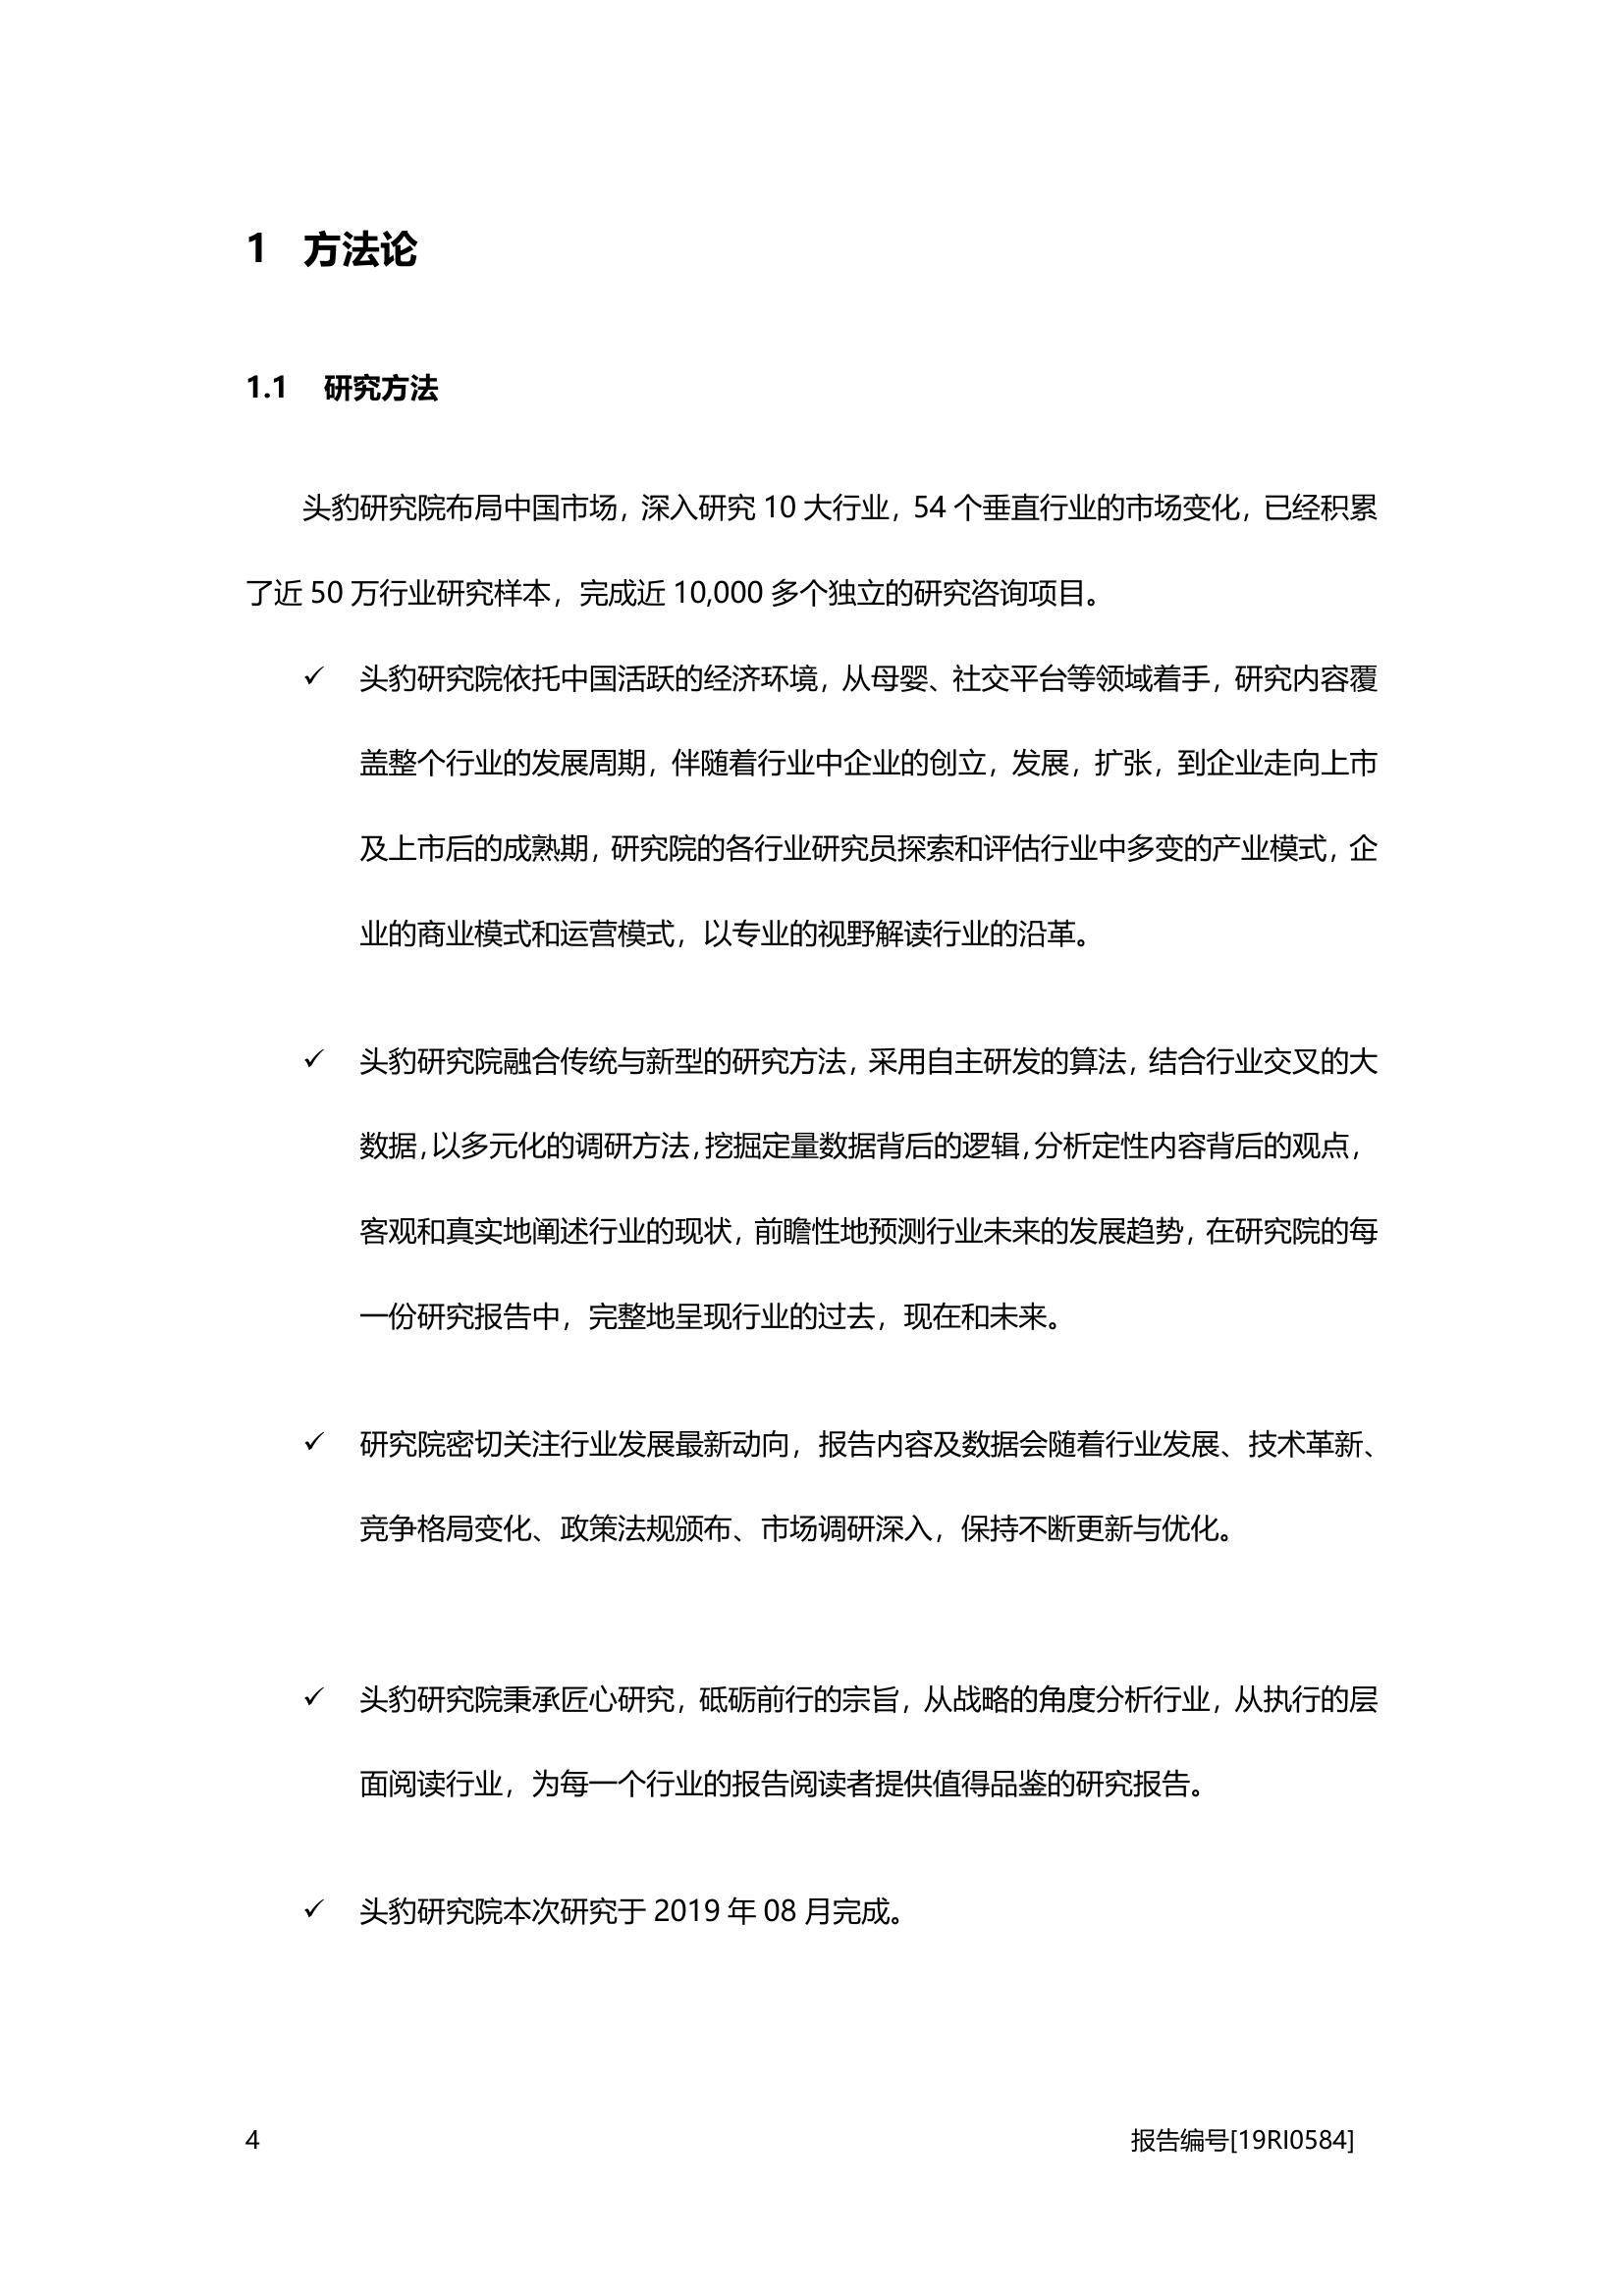 1 方法论
1.1 研究方法
头豹研究院布局中国市场，深入研究 10 大行业，54 个垂直行业的市场变化，已经积累
了近 50 万行业研究样本，完成近 10,000 多个独立的研究咨询项目。
✓ 头豹研究院依托中国活跃的经济环境，从母婴、社交平台等领域着手，研究内容覆
盖整个行业的发展周期，伴随着行业中企业的创立，发展，扩张，到企业走向上市
及上市后的成熟期，研究院的各行业研究员探索和评估行业中多变的产业模式，企
业的商业模式和运营模式，以专业的视野解读行业的沿革。
✓ 头豹研究院融合传统与新型的研究方法，采用自主研发的算法，结合行业交叉的大
数据，以多元化的调研方法，挖掘定量数据背后的逻辑，分析定性内容背后的观点，
客观和真实地阐述行业的现状，前瞻性地预测行业未来的发展趋势，在研究院的每
一份研究报告中，完整地呈现行业的过去，现在和未来。
✓ 研究院密切关注行业发展最新动向，报告内容及数据会随着行业发展、技术革新、
竞争格局变化、政策法规颁布、市场调研深入，保持不断更新与优化。
✓ 头豹研究院秉承匠心研究，砥砺前行的宗旨，从战略的角度分析行业，从执行的层
面阅读行业，为每一个行业的报告阅读者提供值得品鉴的研究报告。
✓ 头豹研究院本次研究于 2019 年 08 月完成。
4 报告编号[19RI0584]